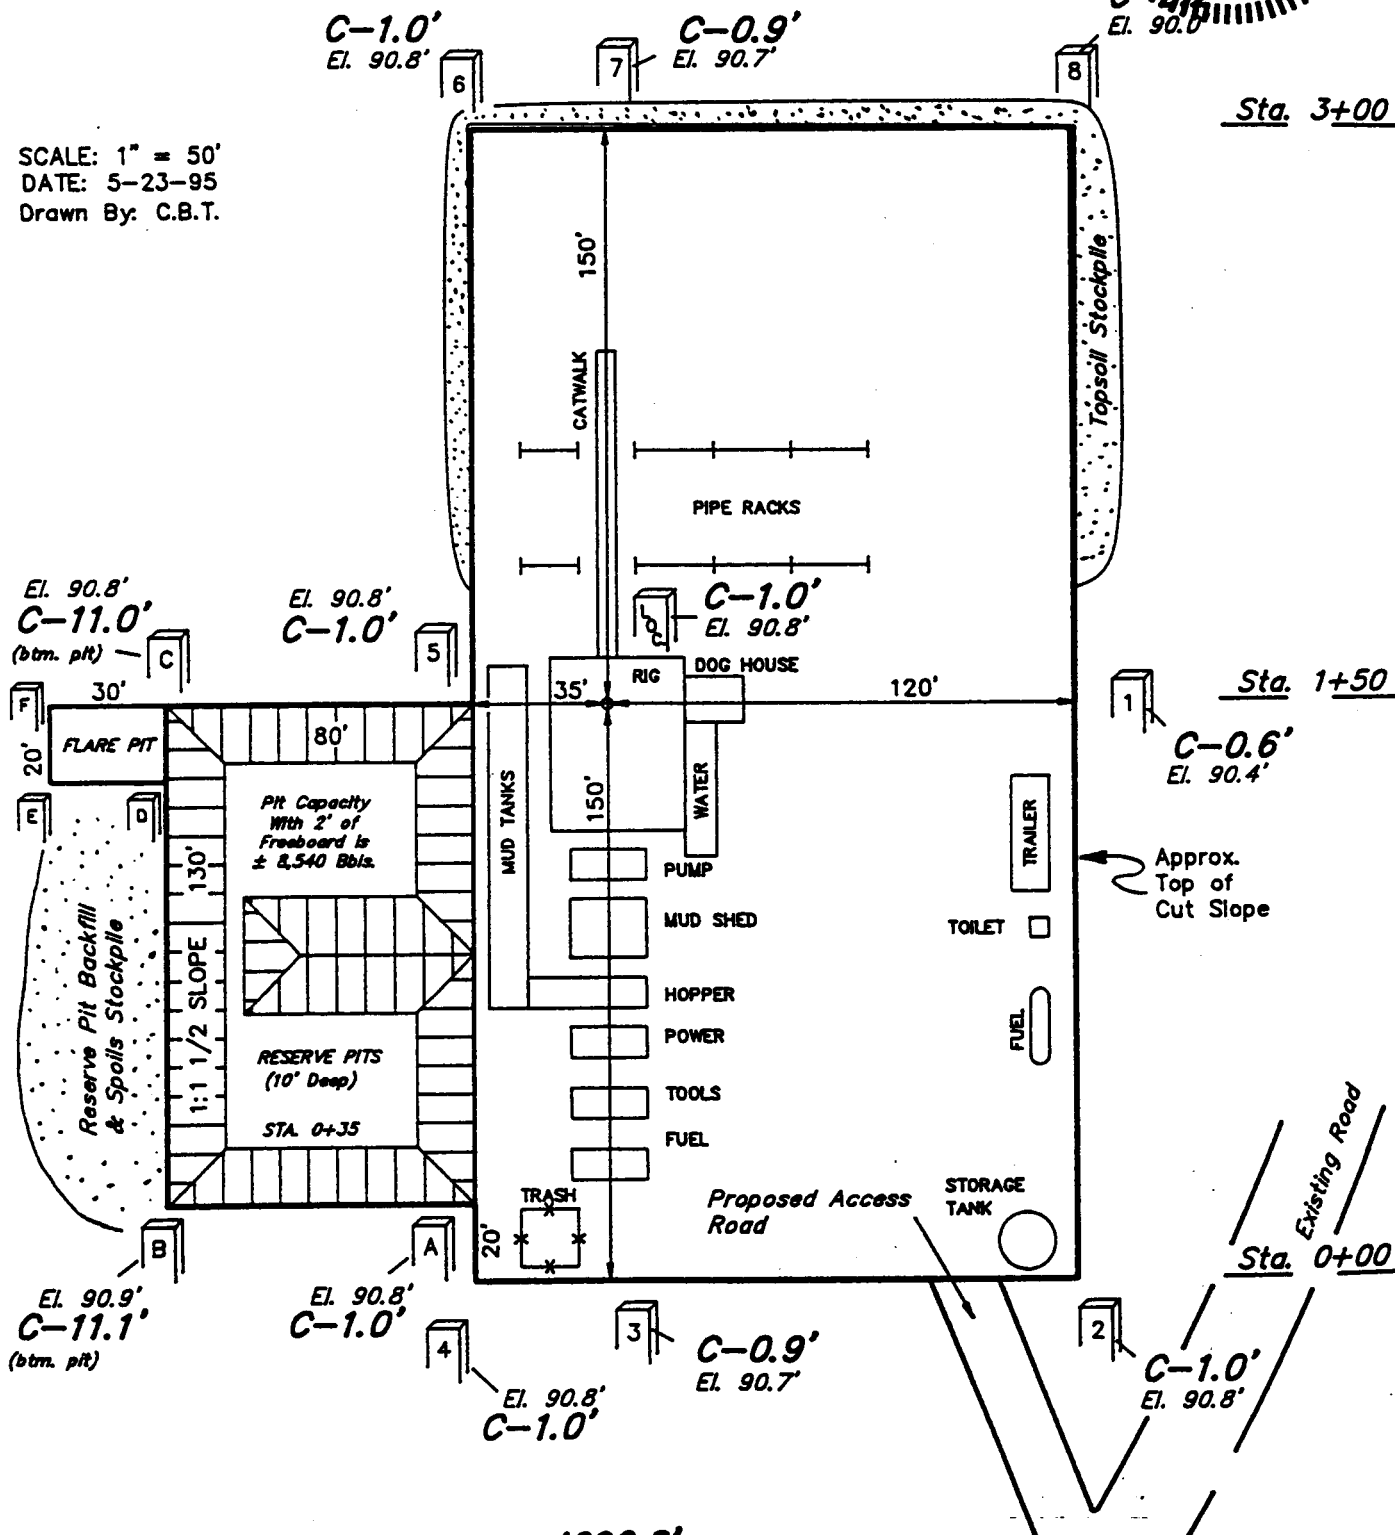 C-1.0'
El. 90.8'
6
C-0.9'
El. 90.7'
7
8
Sta. 3+00
SCALE: 1" = 50'
DATE: 5-23-95
Drawn By: C.B.T.
150'
Topsoil Stockpile
CATWALK
PIPE RACKS
El. 90.8'
C-11.0'
(btm. pit)
C
El. 90.8'
C-1.0'
5
LOC
C-1.0'
El. 90.8'
RIG
DOG HOUSE
F
30'
35'
120'
1
Sta. 1+50
C-0.6'
El. 90.4'
20'
FLARE PIT
80'
E
D
Pit Capacity
With 2' of
Freeboard is
± 8,540 Bbls.
130'
1:1 1/2 SLOPE
MUD TANKS
150'
WATER
TRAILER
Approx.
Top of
Cut Slope
PUMP
MUD SHED
TOILET
HOPPER
POWER
FUEL
TOOLS
FUEL
Reserve Pit Backfill
& Spoils Stockpile
RESERVE PITS
(10' Deep)
STA. 0+35
TRASH
20'
Proposed Access
Road
STORAGE
TANK
Existing Road
Sta. 0+00
B
El. 90.9'
C-11.1'
(btm. pit)
A
El. 90.8'
C-1.0'
4
El. 90.8'
C-1.0'
3
C-0.9'
El. 90.7'
2
C-1.0'
El. 90.8'